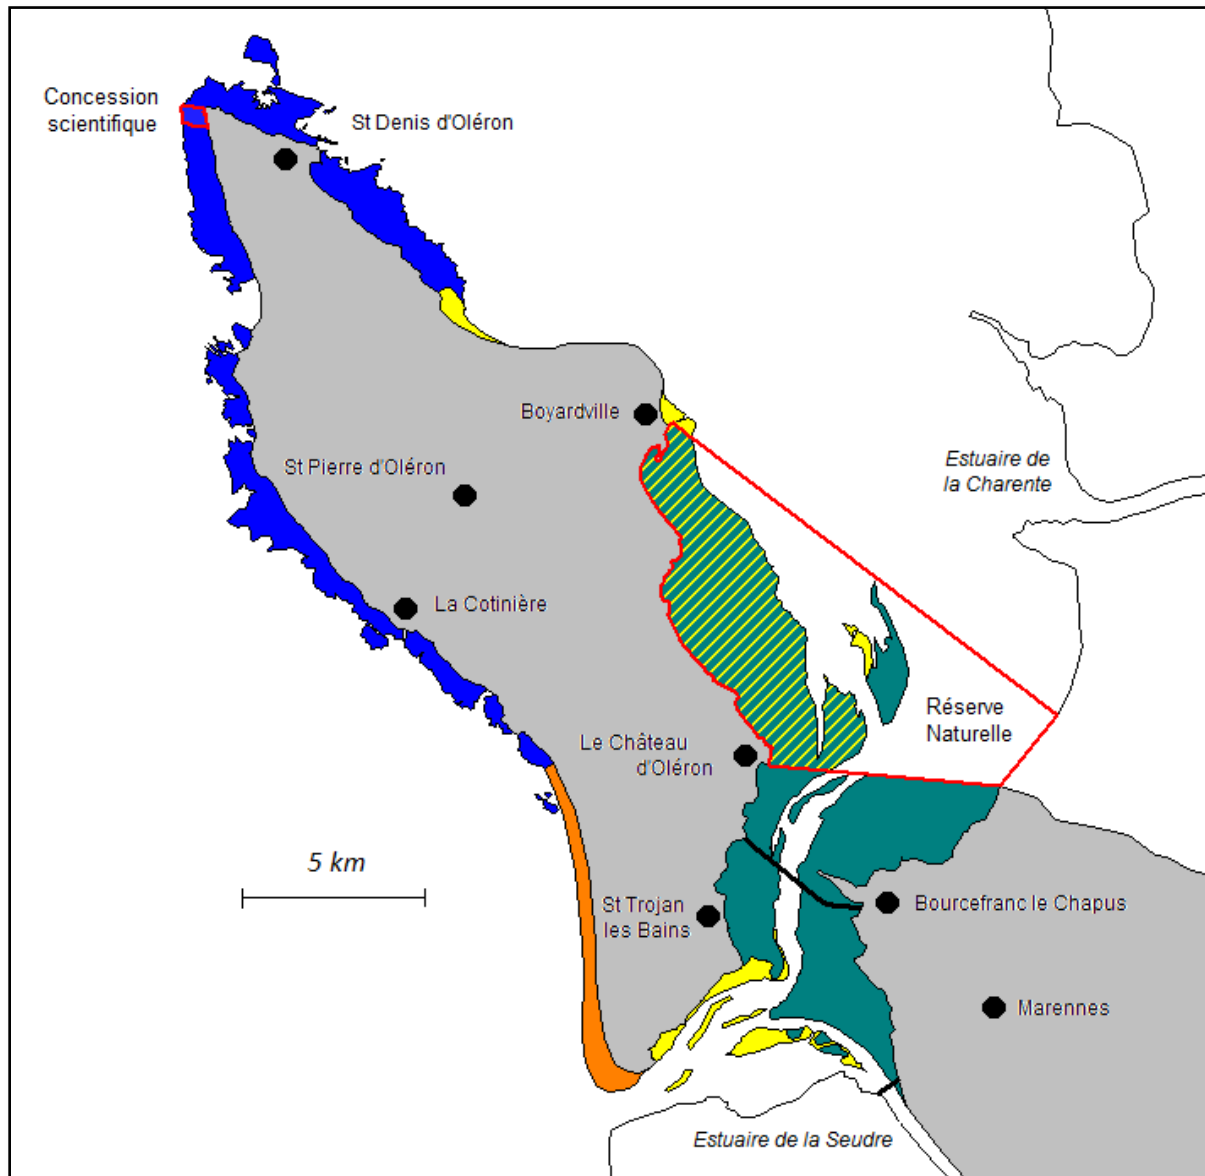 Concession
scientifique
St Denis d'Oléron
Boyardville
St Pierre d'Oléron
Estuaire de
la Charente
La Cotinière
Réserve
Naturelle
Le Château
d'Oléron
5 km
St Trojan
les Bains
Bourcefranc le Chapus
Marennes
Estuaire de la Seudre